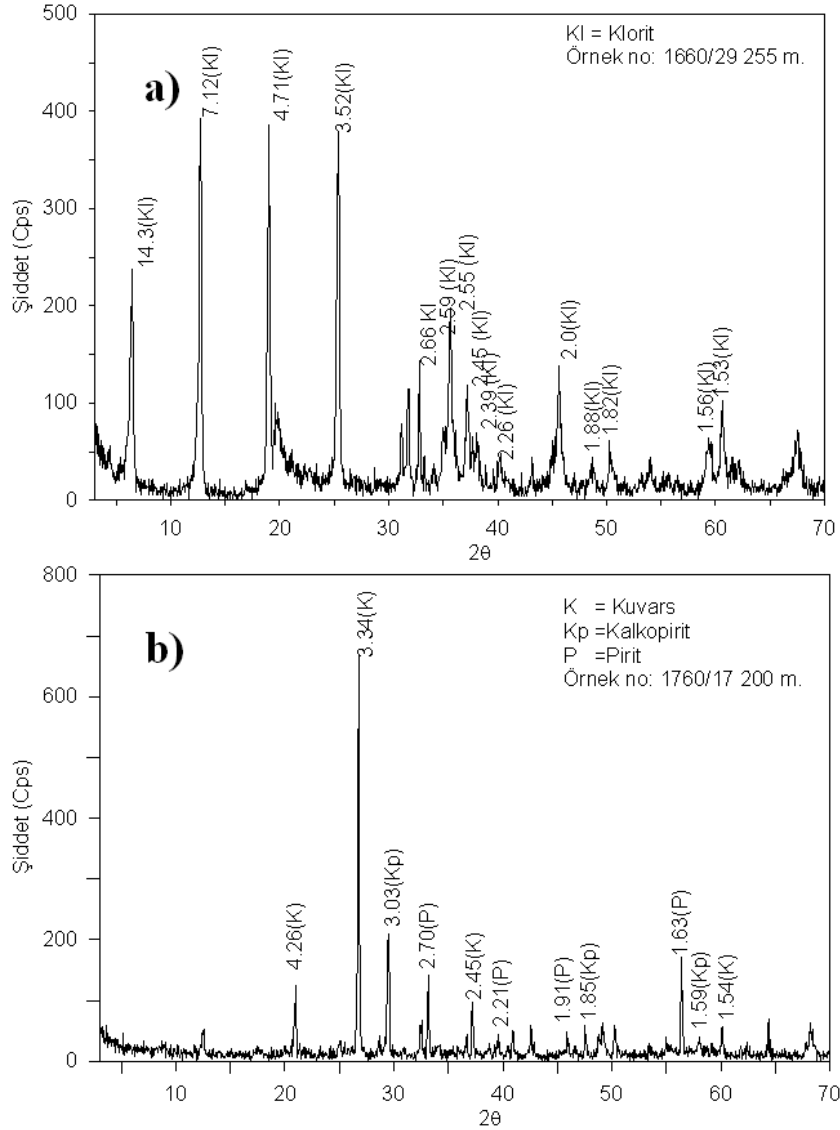 a)
Kl = Klorit
Örnek no: 1660/29 255 m.
Şiddet (Cps)
500
400
300
200
100
0
14.3(Kl)
7.12(Kl)
4.71(Kl)
3.52(Kl)
2.66 Kl
2.59 (Kl)
2.55 (Kl)
2.45 (Kl)
2.39 (Kl)
2.26 (Kl)
2.0(Kl)
1.88(Kl)
1.82(Kl)
1.56(Kl)
1.53(Kl)
10 20 30 40 50 60 70
2θ
b)
K = Kuvars
Kp =Kalkopirit
P =Pirit
Örnek no: 1760/17 200 m.
Şiddet (Cps)
800
600
400
200
0
4.26(K)
3.34(K)
3.03(Kp)
2.70(P)
2.45(K)
2.21(P)
1.91(P)
1.85(Kp)
1.63(P)
1.59(Kp)
1.54(K)
10 20 30 40 50 60 70
2θ